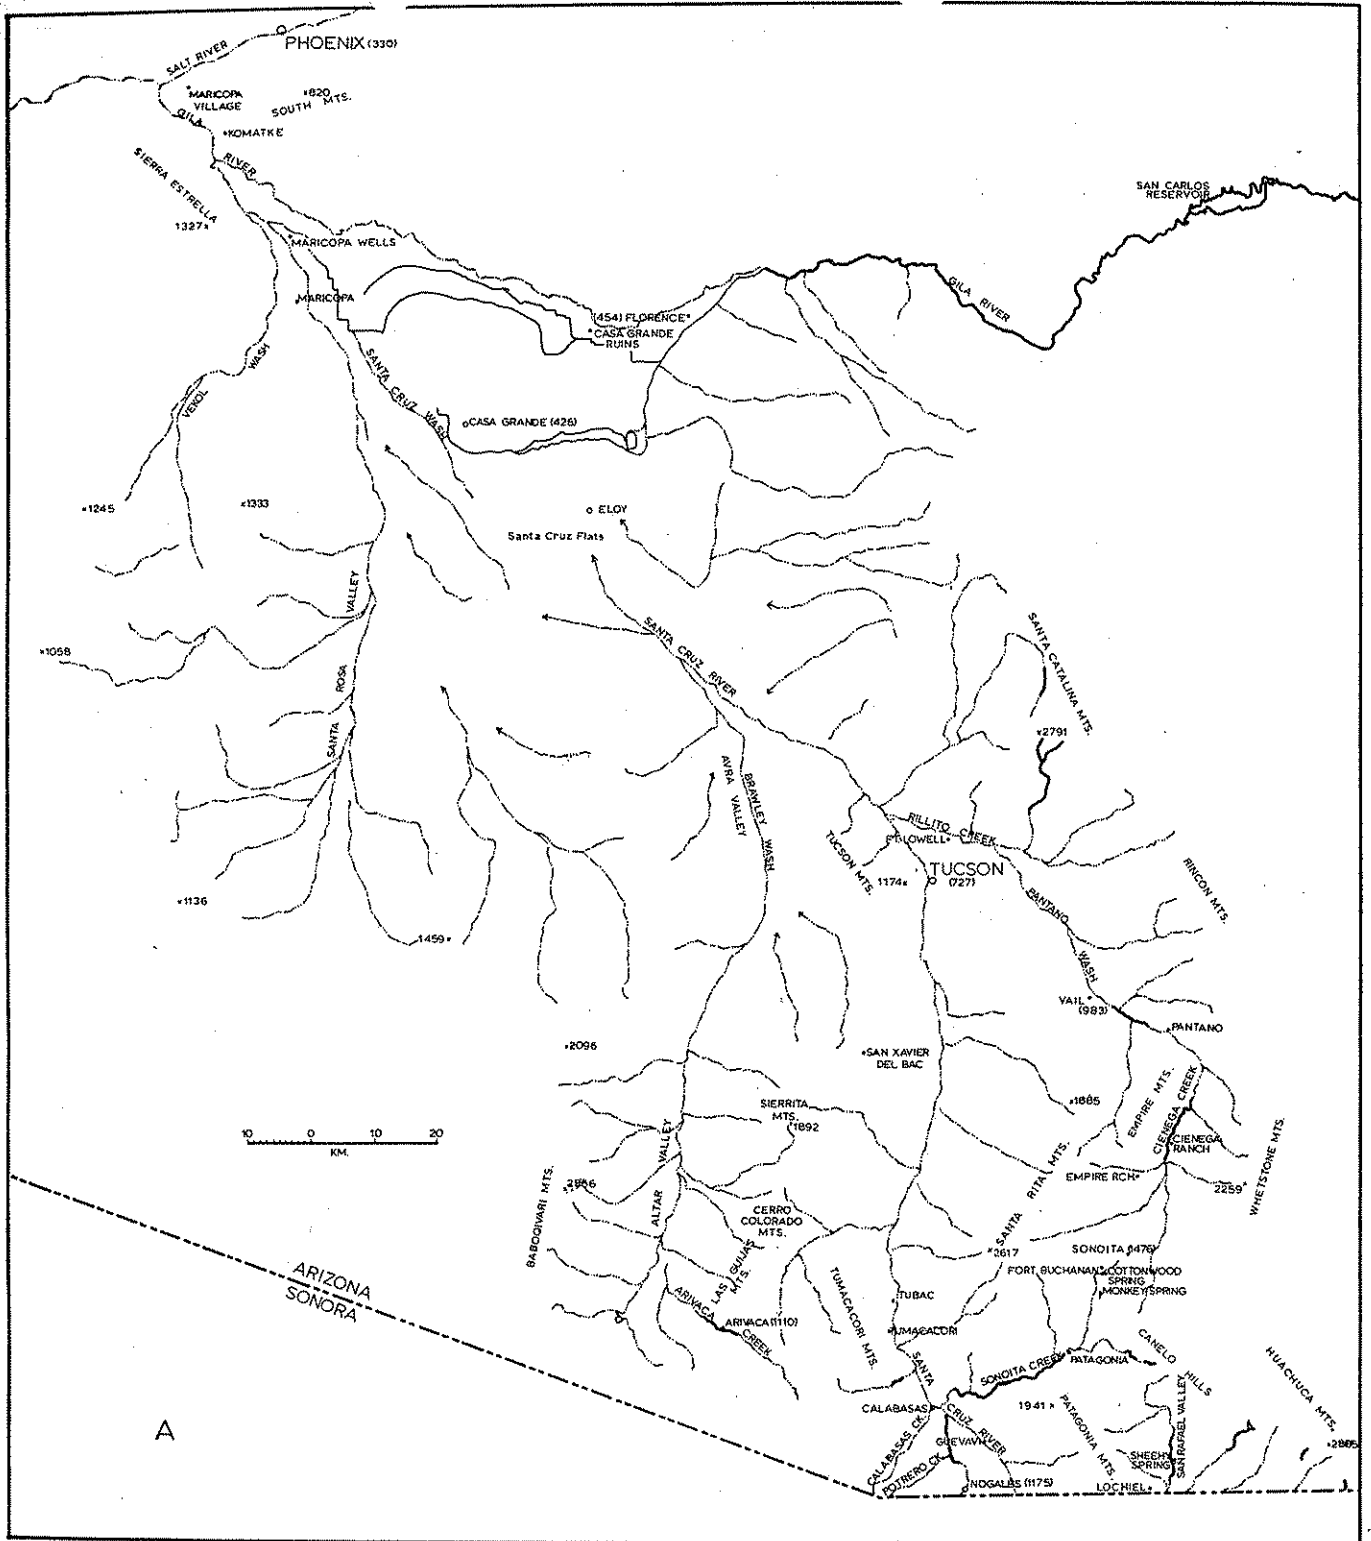 PHOENIX (330)
SALT RIVER
MARICOPA
VILLAGE
×820
SOUTH MTS.
GILA
KOMATKE
RIVER
SIERRA ESTRELLA
1327×
MARICOPA WELLS
MARICOPA
SAN CARLOS
RESERVOIR
GILA RIVER
(454) FLORENCE
CASA GRANDE
RUINS
WASH
VEKOL
SANTA CRUZ WASH
CASA GRANDE (426)
×1245
×1333
ELOY
Santa Cruz Flats
VALLEY
ROSA
SANTA
×1058
SANTA CRUZ RIVER
SANTA CATALINA MTS.
×2791
AVRA VALLEY
BRAWLEY WASH
RILLITO CREEK
FT. LOWELL
TUCSON MTS.
1174×
TUCSON
(727)
RINCON MTS.
PANTANO
WASH
×1136
1459×
VAIL
(983)
PANTANO
×2096
SAN XAVIER
DEL BAC
×1885
EMPIRE MTS.
CIENEGA CREEK
CIENEGA
RANCH
WHETSTONE MTS.
SIERRITA
MTS.
×1892
10 0 10 20
KM.
VALLEY
ALTAR
×2856
BABOQIVARI MTS.
EMPIRE RCH
2259×
SANTA RITA MTS.
CERRO
COLORADO
MTS.
LAS GUIJAS
MTS.
×2617
SONOITA (1476)
FORT BUCHANAN
COTTONWOOD
SPRING
MONKEY SPRING
ARIZONA
SONORA
ARIVACA
CREEK
ARIVACA (1110)
TUMACACORI MTS.
TUBAC
TUMACACORI
SANTA
CRUZ RIVER
SONOITA CREEK
PATAGONIA
CANELO
HILLS
HUACHUCA MTS.
CALABASAS
1941×
PATAGONIA MTS.
SAN RAFAEL VALLEY
GUEVAVI
CALABASAS CK.
POTRERO CK.
SHEEHY
SPRING
×2885
NOGALES (1175)
LOCHIEL
A